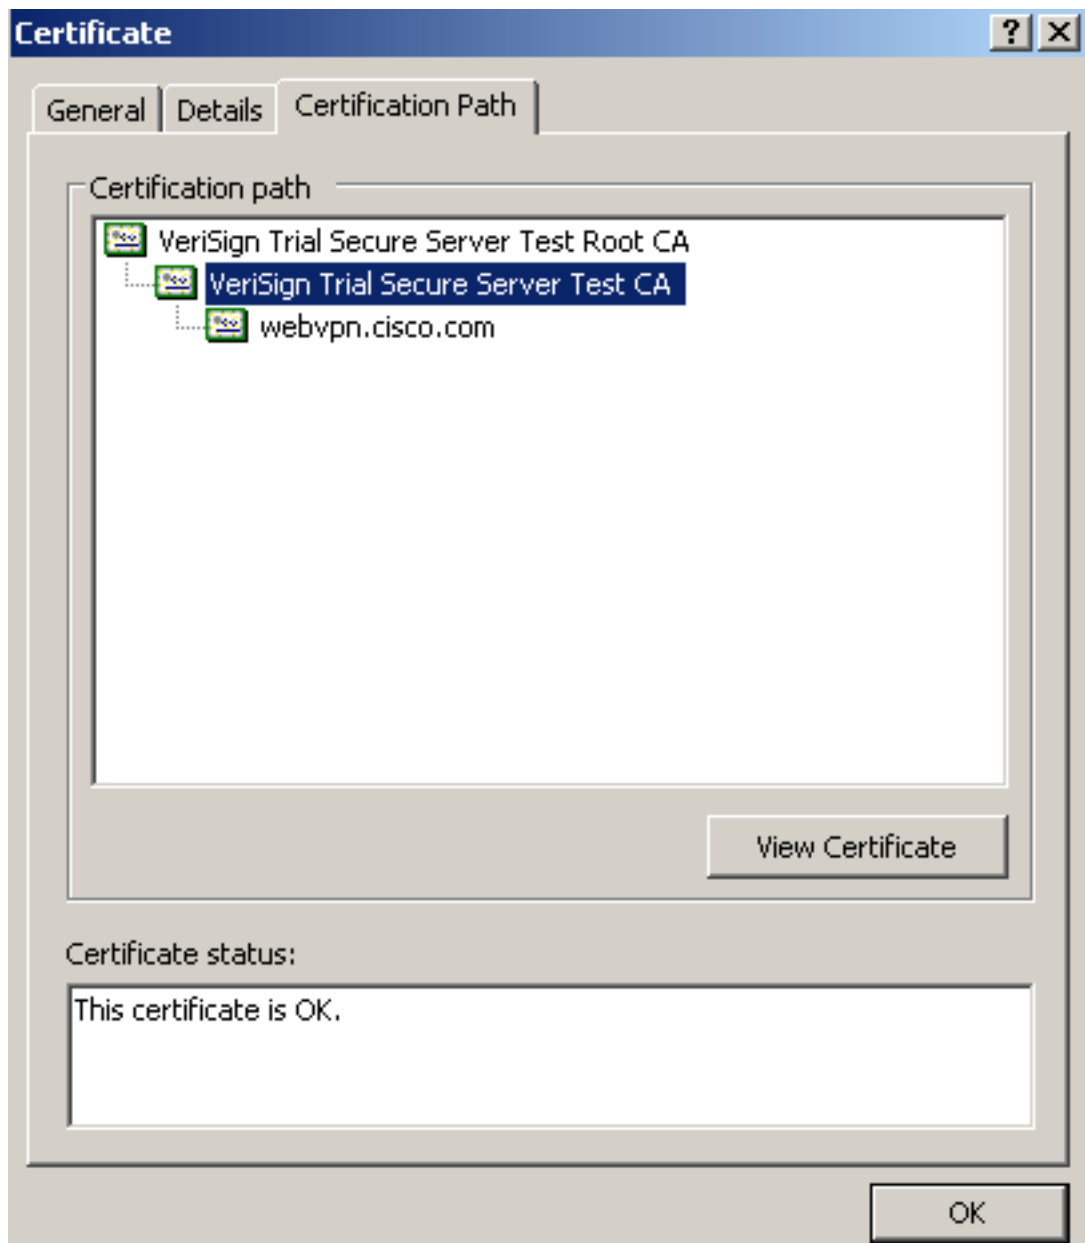 Certificate
General Details Certification Path
Certification path
VeriSign Trial Secure Server Test Root CA
VeriSign Trial Secure Server Test CA
webvpn.cisco.com
View Certificate
Certificate status:
This certificate is OK.
OK